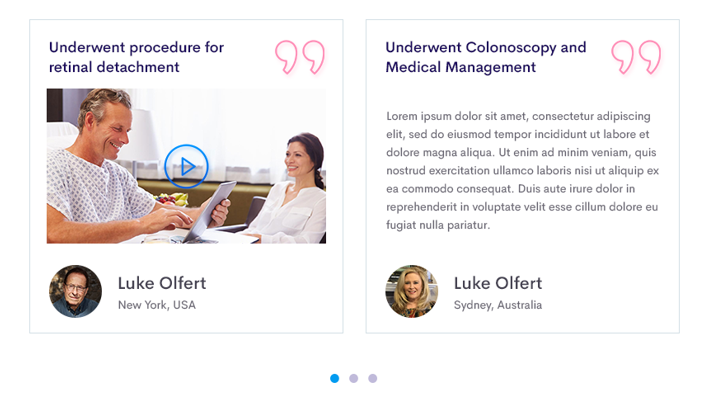 Underwent procedure for
retinal detachment
Luke Olfert
New York, USA
Underwent Colonoscopy and
Medical Management
Lorem ipsum dolor sit amet, consectetur adipiscing
elit, sed do eiusmod tempor incididunt ut labore et
dolore magna aliqua. Ut enim ad minim veniam, quis
nostrud exercitation ullamco laboris nisi ut aliquip ex
ea commodo consequat. Duis aute irure dolor in
reprehenderit in voluptate velit esse cillum dolore eu
fugiat nulla pariatur.
Luke Olfert
Sydney, Australia